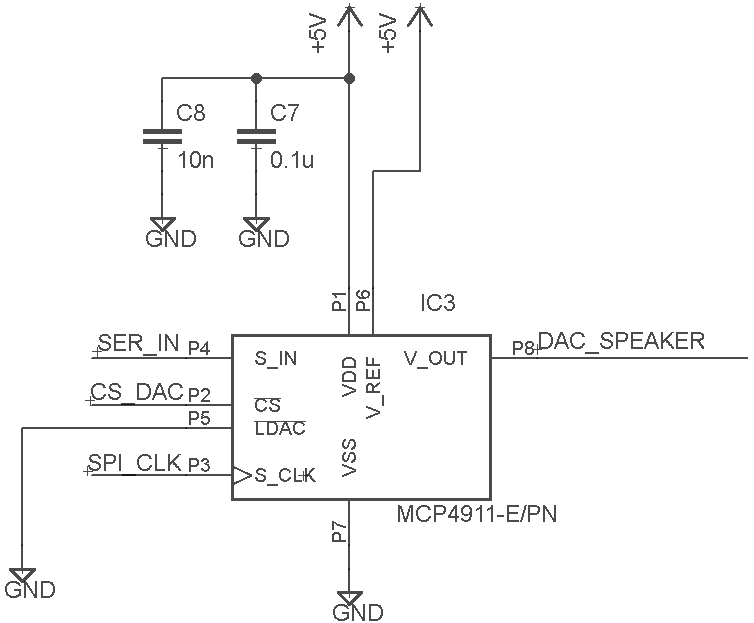 +5V
+5V
C8
C7
10n
0.1u
GND
GND
P1
P6
IC3
SER_IN P4
S_IN
VDD
V_REF
V_OUT
P8 DAC_SPEAKER
CS_DAC P2
CS
P5
LDAC
SPI_CLK P3
S_CLK
VSS
MCP4911-E/PN
P7
GND
GND